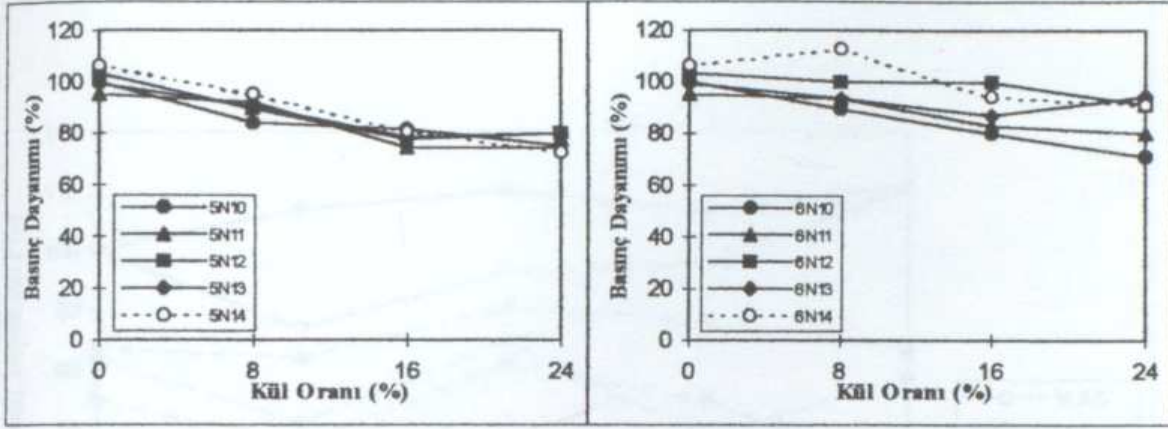 120
100
80
60
40
20
0
Basınç Dayanımı (%)
5N10
5N11
5N12
5N13
5N14
0 8 16 24
Kül Oranı (%)
120
100
80
60
40
20
0
Basınç Dayanımı (%)
6N10
6N11
6N12
6N13
6N14
0 8 16 24
Kül Oranı (%)